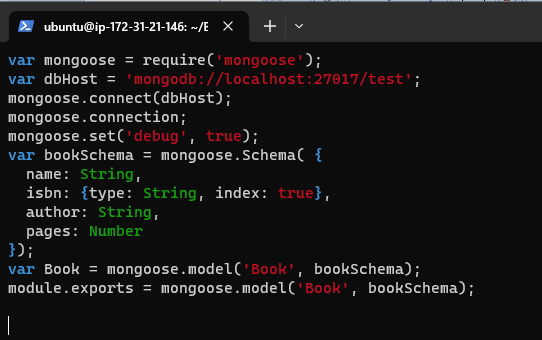 ubuntu@ip-172-31-21-146: ~/E
var mongoose = require('mongoose');
var dbHost = 'mongodb://localhost:27017/test';
mongoose.connect(dbHost);
mongoose.connection;
mongoose.set('debug', true);
var bookSchema = mongoose.Schema( {
  name: String,
  isbn: {type: String, index: true},
  author: String,
  pages: Number
});
var Book = mongoose.model('Book', bookSchema);
module.exports = mongoose.model('Book', bookSchema);